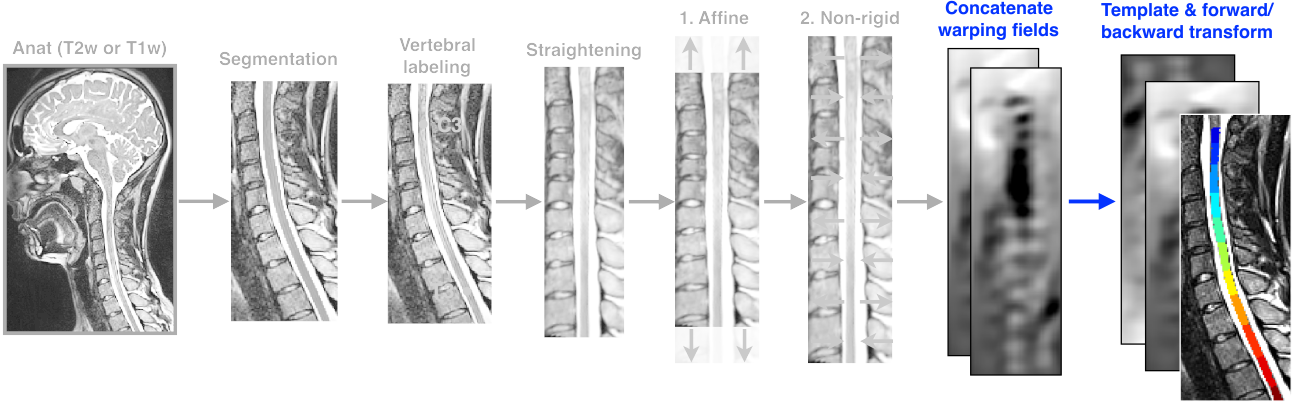 Anat (T2w or T1w)
Segmentation
Vertebral
labeling
C3
Straightening
1. Affine
2. Non-rigid
Concatenate
warping fields
Template & forward/
backward transform